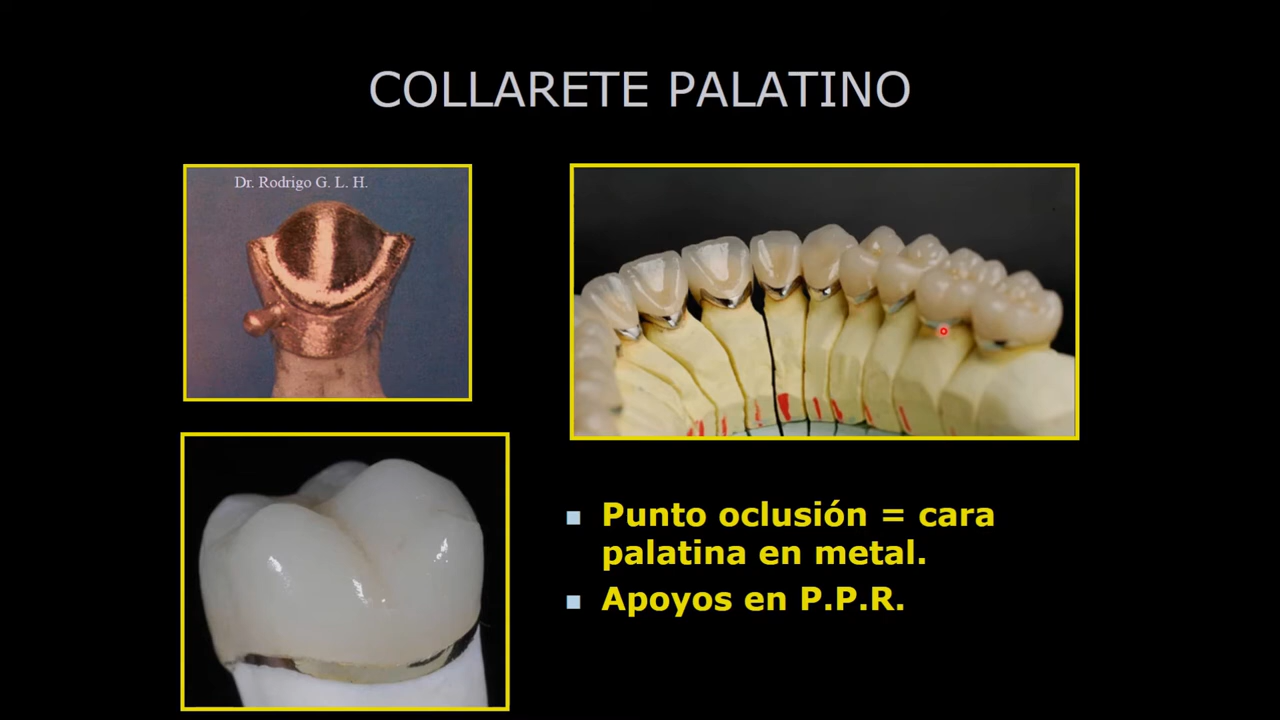 COLLARETE PALATINO
Dr. Rodrigo G. L. H.
Punto oclusión = cara
palatina en metal.
Apoyos en P.P.R.